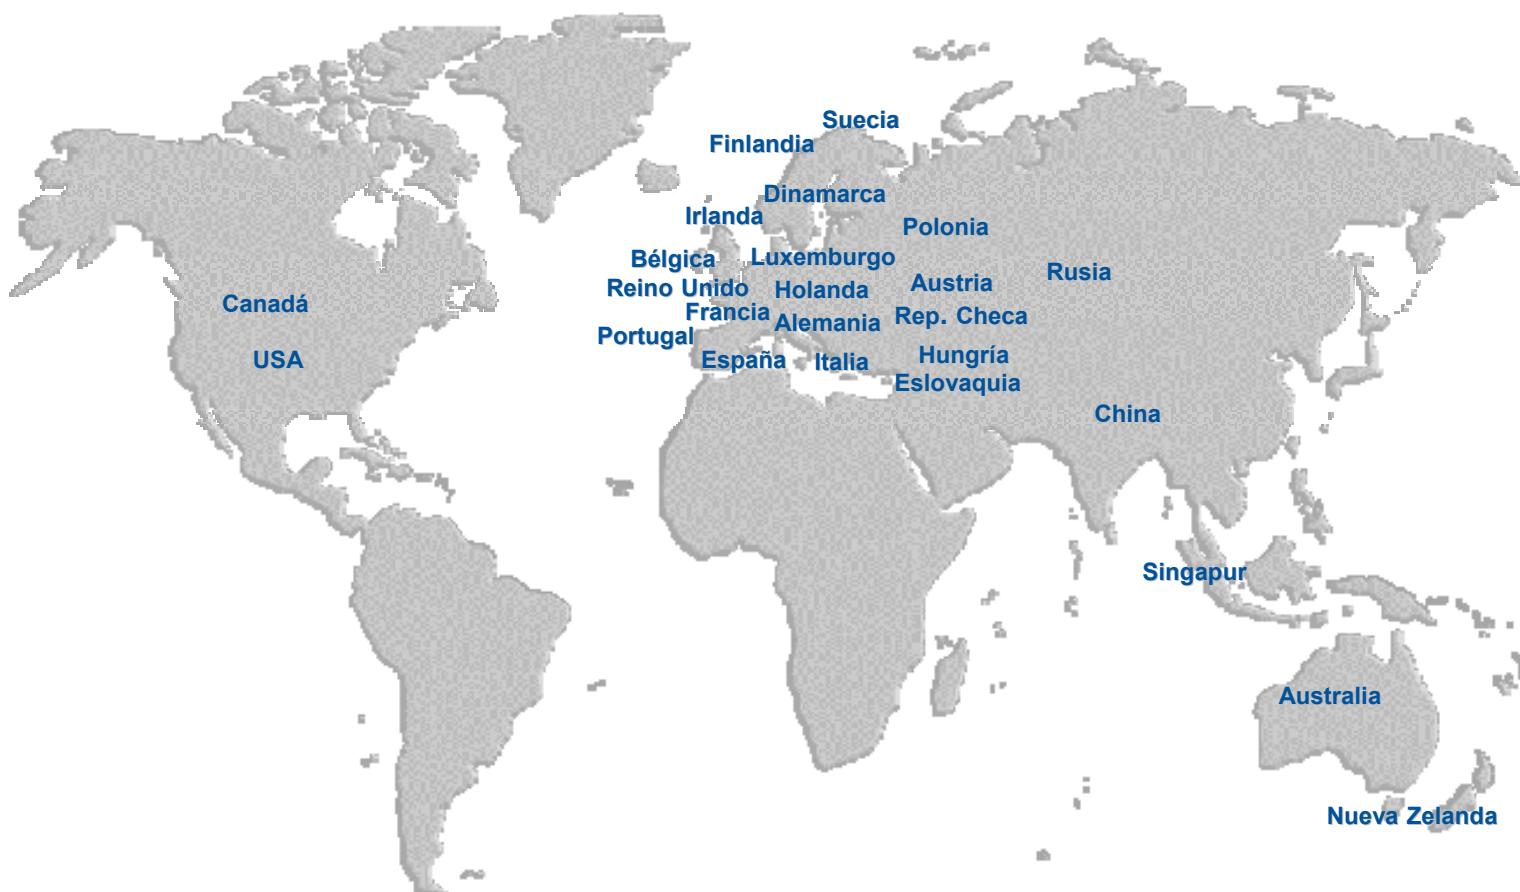 Suecia
Finlandia
Dinamarca
Irlanda
Polonia
Bélgica
Luxemburgo
Rusia
Reino Unido
Holanda
Austria
Canadá
Francia
Alemania
Rep. Checa
Portugal
USA
España
Italia
Hungría
Eslovaquia
China
Singapur
Australia
Nueva Zelanda